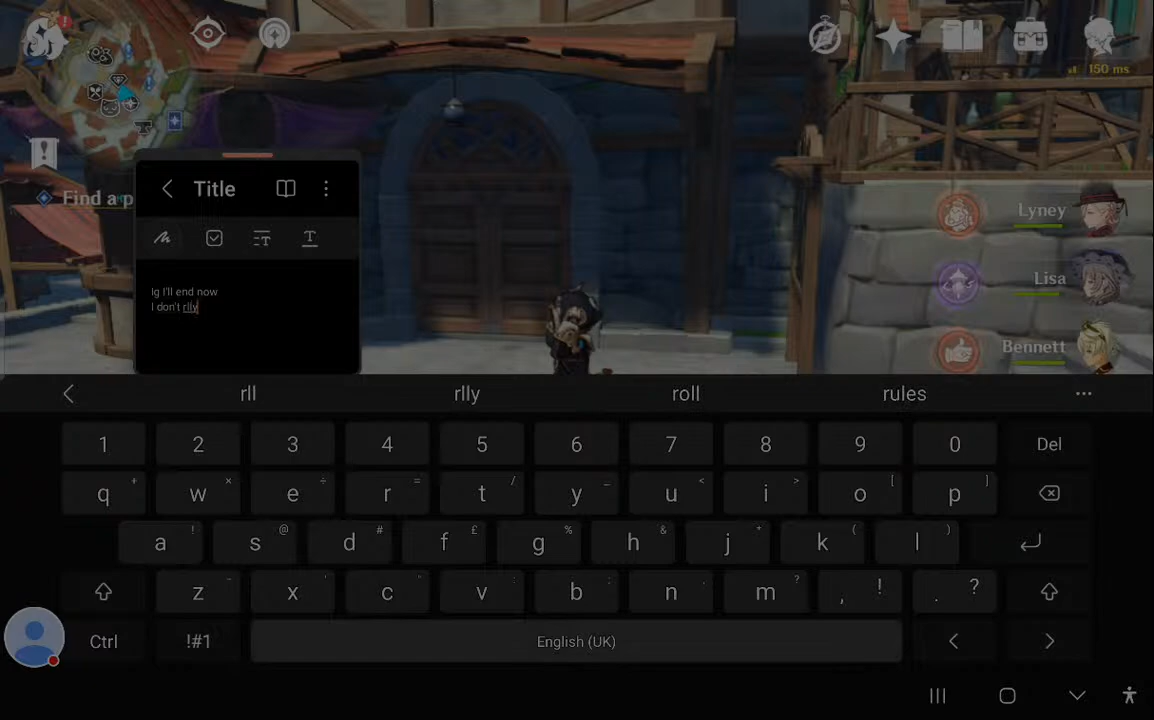 150 ms
Find a p
Title
Ig I'll end now
I don't rlly
Lyney
Lisa
Bennett
rll rlly roll rules ...
1 2 3 4 5 6 7 8 9 0 Del
q + w × e ÷ r = t / y _ u < i > o [ p ]
a ! s @ d # f £ g % h & j * k ( l )
z - x ' c " v : b ; n , m ? , ! . ?
Ctrl !#1 English (UK) < >